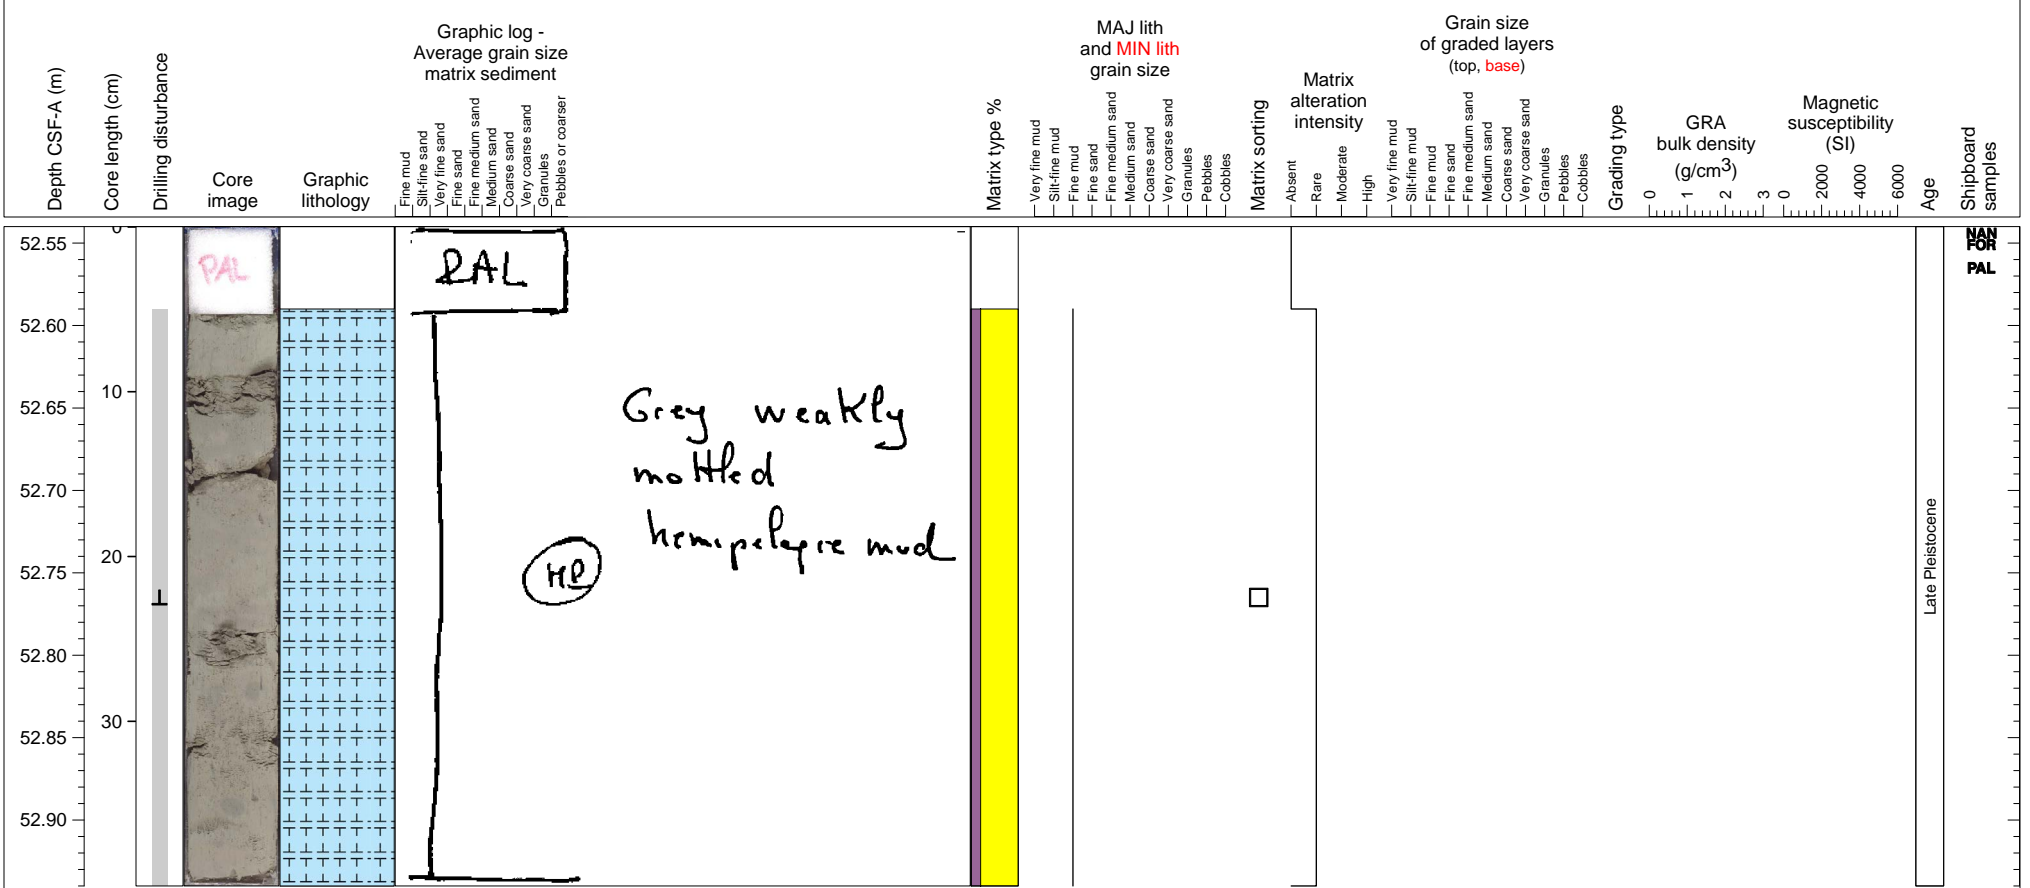 Depth CSF-A (m)
Core length (cm)
Drilling disturbance
Core
image
Graphic
lithology
Graphic log -
Average grain size
matrix sediment
Fine mud
Silt-fine sand
Very fine sand
Fine sand
Fine medium sand
Medium sand
Coarse sand
Very coarse sand
Granules
Pebbles or coarser
Matrix type %
MAJ lith
and MIN lith
grain size
Very fine mud
Silt-fine mud
Fine mud
Fine sand
Fine medium sand
Medium sand
Coarse sand
Very coarse sand
Granules
Pebbles
Cobbles
Matrix sorting
Matrix
alteration
intensity
Absent
Rare
Moderate
High
Grain size
of graded layers
(top, base)
Very fine mud
Silt-fine mud
Fine mud
Fine sand
Fine medium sand
Medium sand
Coarse sand
Very coarse sand
Granules
Pebbles
Cobbles
Grading type
GRA
bulk density
(g/cm3)
0 1 2 3
Magnetic
susceptibility
(SI)
0 2000 4000 6000
Age
Shipboard
samples
52.55
52.60
52.65
52.70
52.75
52.80
52.85
52.90
0
10
20
30
PAL
PAL
Grey weakly
mottled
hemipelagic mud
HP
Late Pleistocene
NAN
FOR
PAL